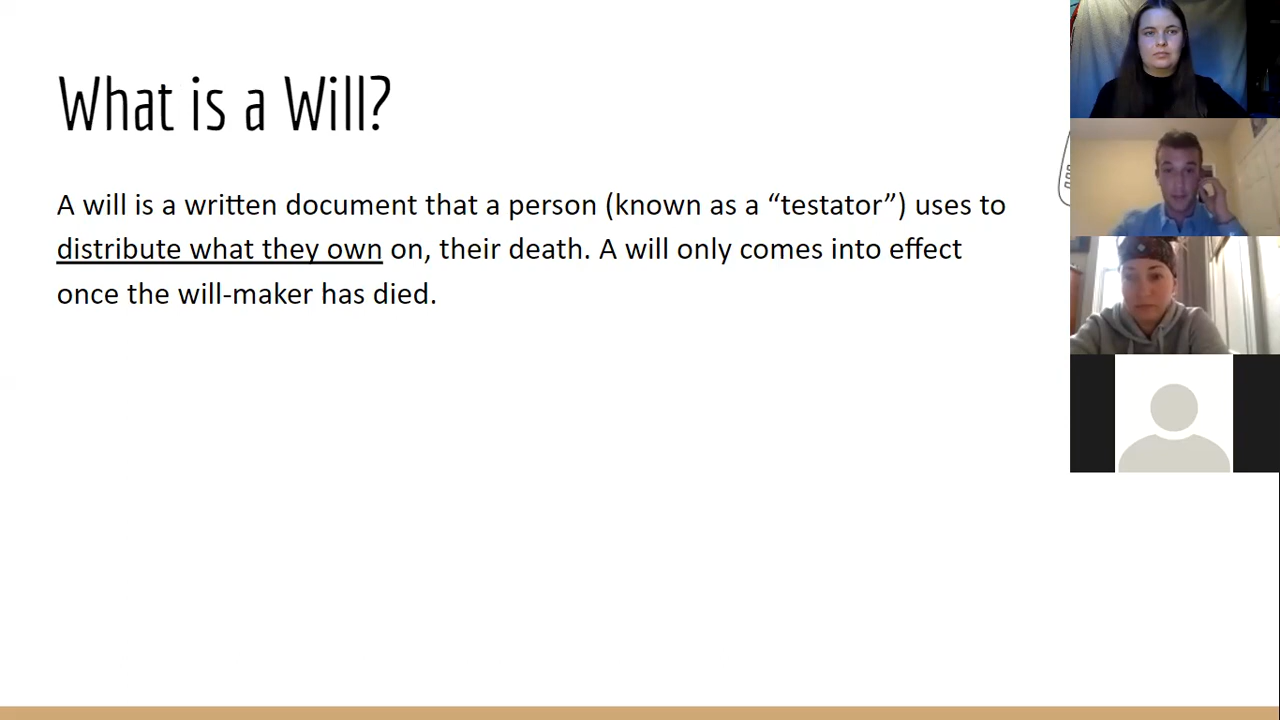 What is a Will?
A will is a written document that a person (known as a “testator”) uses to
distribute what they own on, their death. A will only comes into effect
once the will-maker has died.